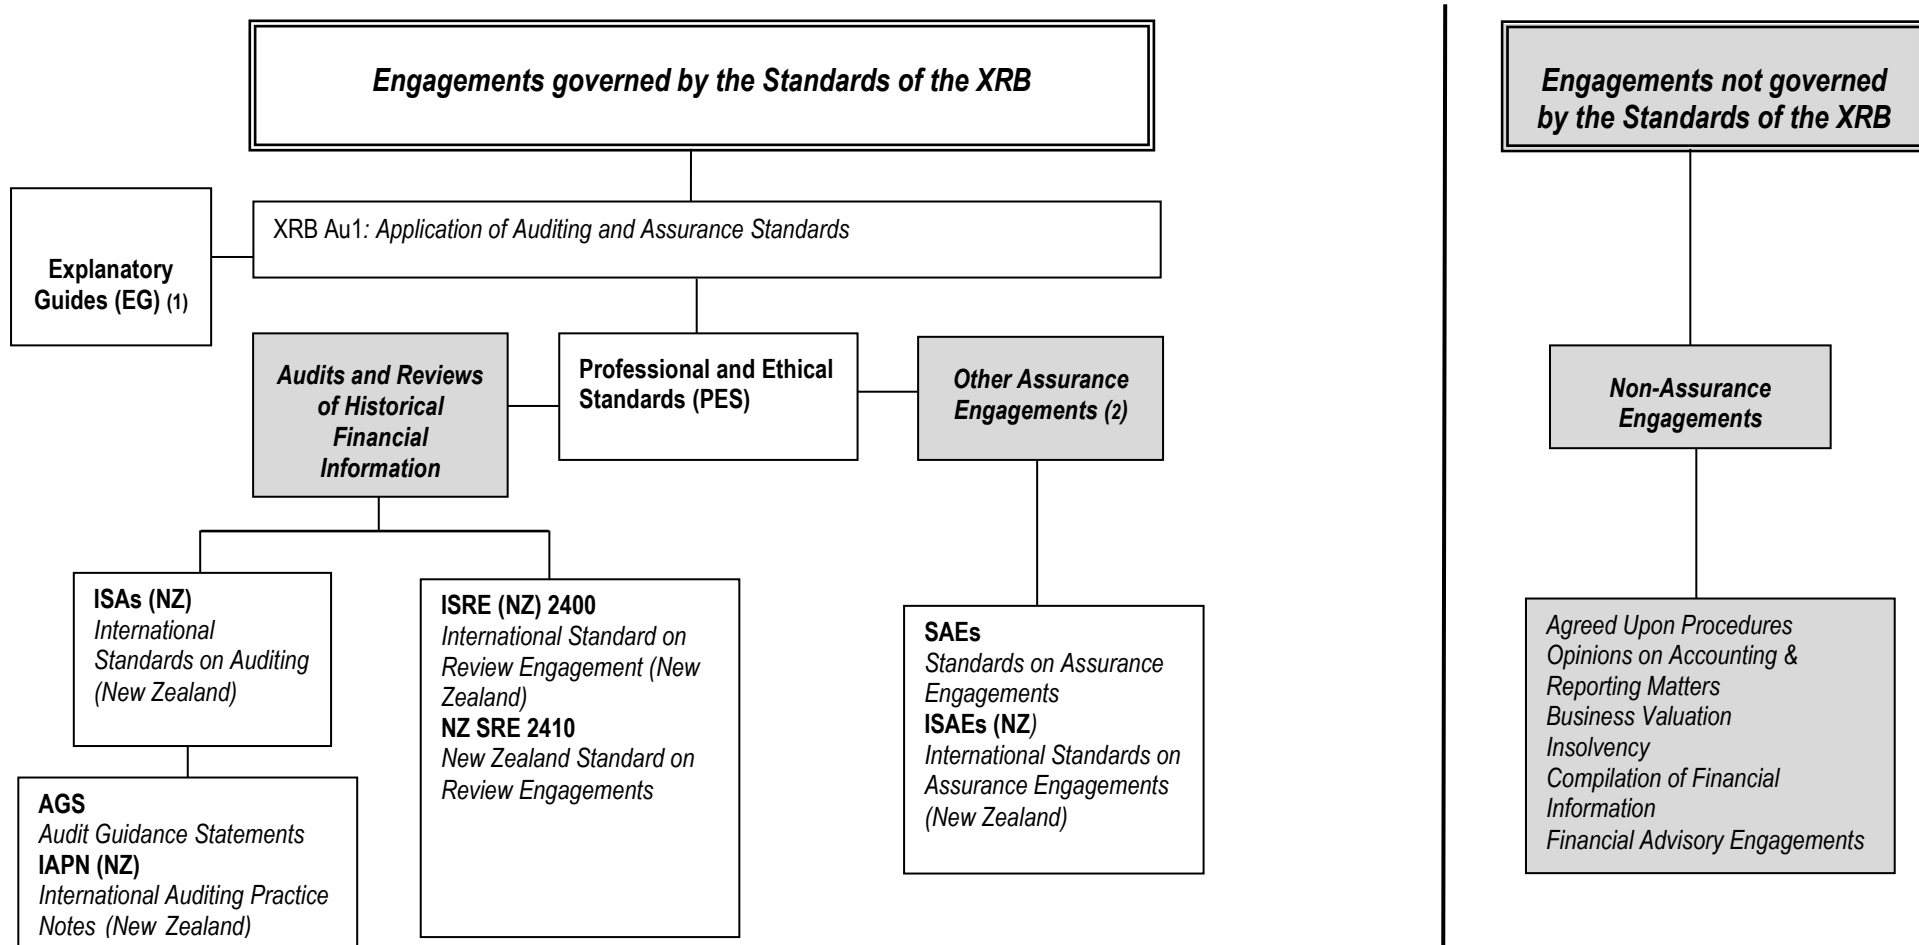 Engagements governed by the Standards of the XRB
Engagements not governed
by the Standards of the XRB
XRB Au1: Application of Auditing and Assurance Standards
Explanatory
Guides (EG) (1)
Audits and Reviews
of Historical
Financial
Information
Professional and Ethical
Standards (PES)
Other Assurance
Engagements (2)
Non-Assurance
Engagements
ISAs (NZ)
International
Standards on Auditing
(New Zealand)
ISRE (NZ) 2400
International Standard on
Review Engagement (New
Zealand)
NZ SRE 2410
New Zealand Standard on
Review Engagements
SAEs
Standards on Assurance
Engagements
ISAEs (NZ)
International Standards on
Assurance Engagements
(New Zealand)
Agreed Upon Procedures
Opinions on Accounting &
Reporting Matters
Business Valuation
Insolvency
Compilation of Financial
Information
Financial Advisory Engagements
AGS
Audit Guidance Statements
IAPN (NZ)
International Auditing Practice
Notes (New Zealand)